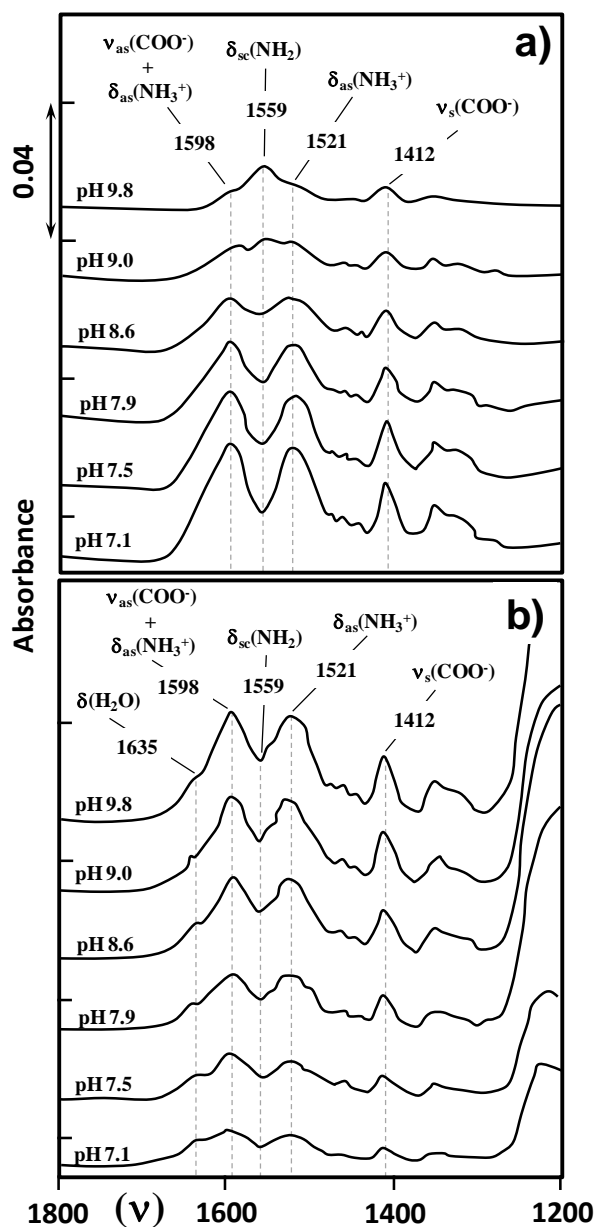 a)
νas(COO-)
+
δas(NH3+)
δsc(NH2)
δas(NH3+)
νs(COO-)
1598
1559
1521
1412
0.04
pH 9.8
pH 9.0
pH 8.6
pH 7.9
pH 7.5
pH 7.1
Absorbance
b)
νas(COO-)
+
δas(NH3+)
δsc(NH2)
δas(NH3+)
νs(COO-)
δ(H2O)
1635
1598
1559
1521
1412
pH 9.8
pH 9.0
pH 8.6
pH 7.9
pH 7.5
pH 7.1
1800 (ν) 1600 1400 1200